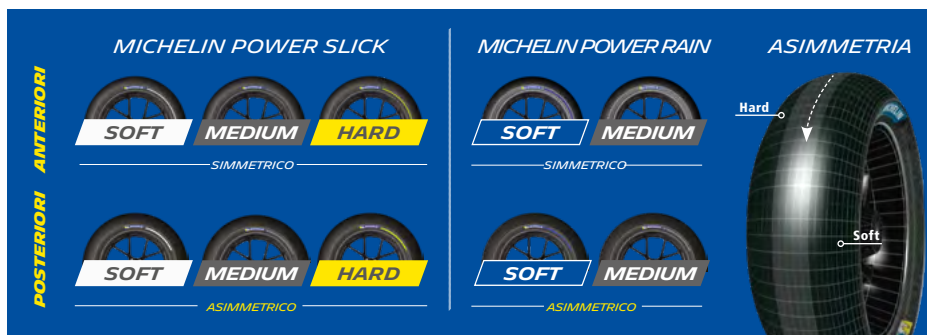 MICHELIN POWER SLICK
MICHELIN POWER RAIN
ASIMMETRIA
ANTERIORI
SOFT
MEDIUM
HARD
SIMMETRICO
SOFT
MEDIUM
SIMMETRICO
POSTERIORI
SOFT
MEDIUM
HARD
ASIMMETRICO
SOFT
MEDIUM
ASIMMETRICO
Hard
Soft